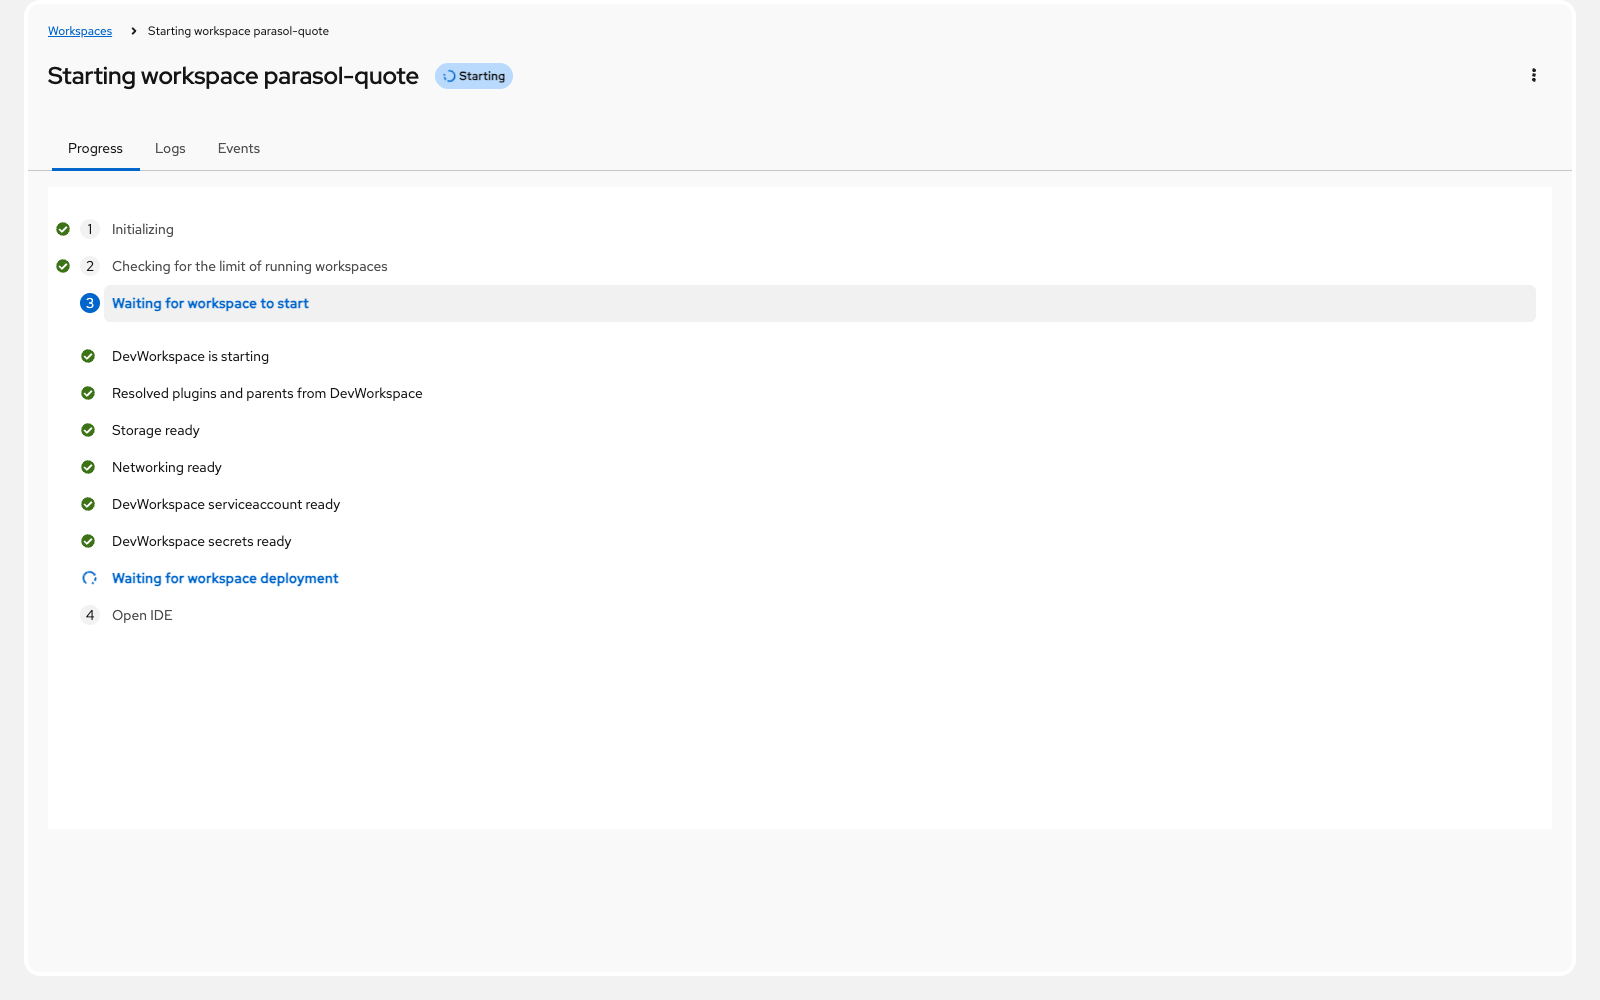 Workspaces > Starting workspace parasol-quote
Starting workspace parasol-quote Starting
Progress Logs Events
1 Initializing
2 Checking for the limit of running workspaces
3 Waiting for workspace to start
DevWorkspace is starting
Resolved plugins and parents from DevWorkspace
Storage ready
Networking ready
DevWorkspace serviceaccount ready
DevWorkspace secrets ready
Waiting for workspace deployment
4 Open IDE